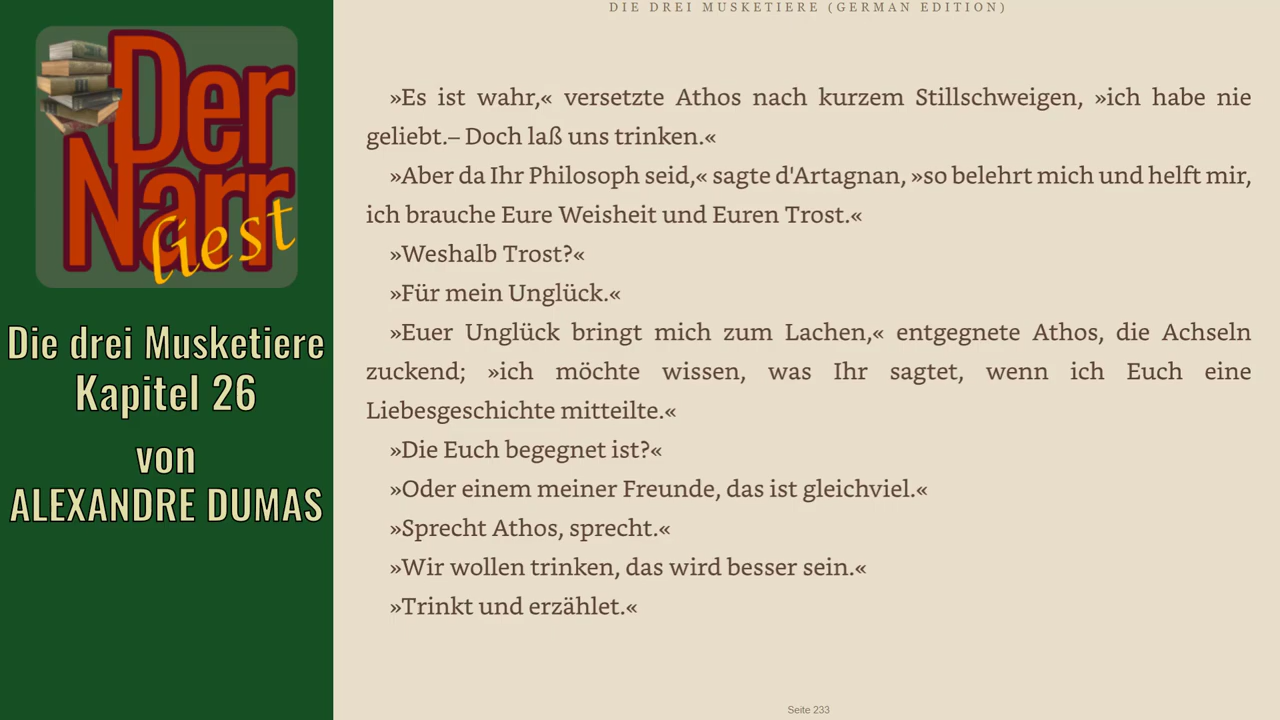 Der
Narr
liest
Die drei Musketiere
Kapitel 26
von
ALEXANDRE DUMAS
DIE DREI MUSKETIERE (GERMAN EDITION)
»Es ist wahr,« versetzte Athos nach kurzem Stillschweigen, »ich habe nie
geliebt.– Doch laß uns trinken.«
»Aber da Ihr Philosoph seid,« sagte d'Artagnan, »so belehrt mich und helft mir,
ich brauche Eure Weisheit und Euren Trost.«
»Weshalb Trost?«
»Für mein Unglück.«
»Euer Unglück bringt mich zum Lachen,« entgegnete Athos, die Achseln
zuckend; »ich möchte wissen, was Ihr sagtet, wenn ich Euch eine
Liebesgeschichte mitteilte.«
»Die Euch begegnet ist?«
»Oder einem meiner Freunde, das ist gleichviel.«
»Sprecht Athos, sprecht.«
»Wir wollen trinken, das wird besser sein.«
»Trinkt und erzählet.«
Seite 233